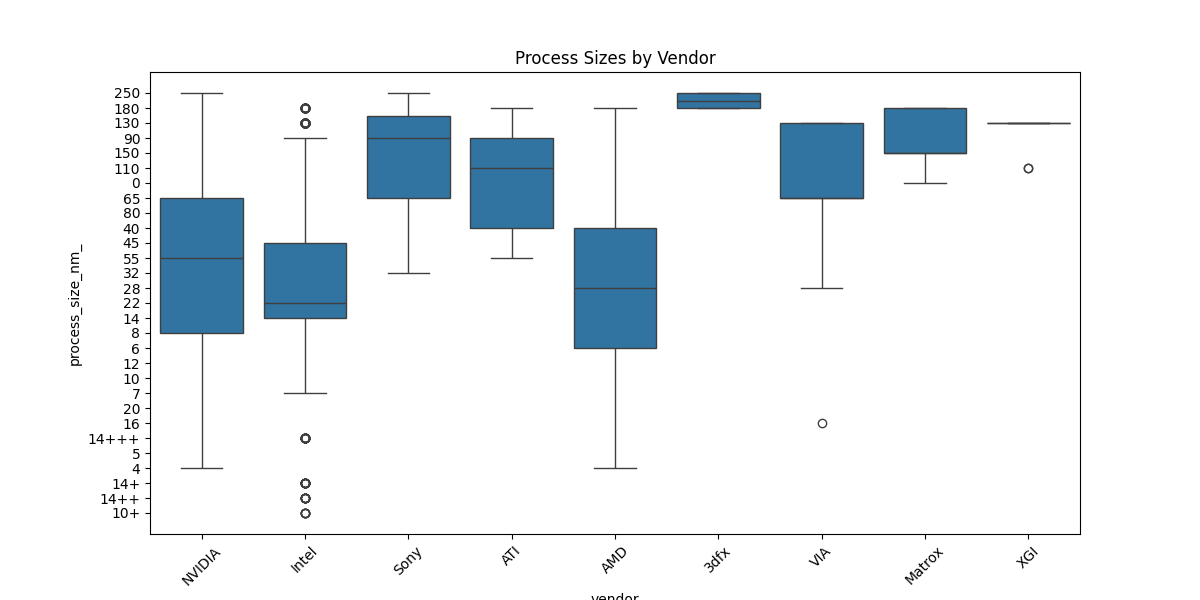 Process Sizes by Vendor
process_size_nm_
250
180
130
90
150
110
0
65
80
40
45
55
32
28
22
14
8
6
12
10
7
20
16
14+++
5
4
14+
14++
10+
NVIDIA
Intel
Sony
ATI
AMD
3dfx
VIA
Matrox
XGI
vendor